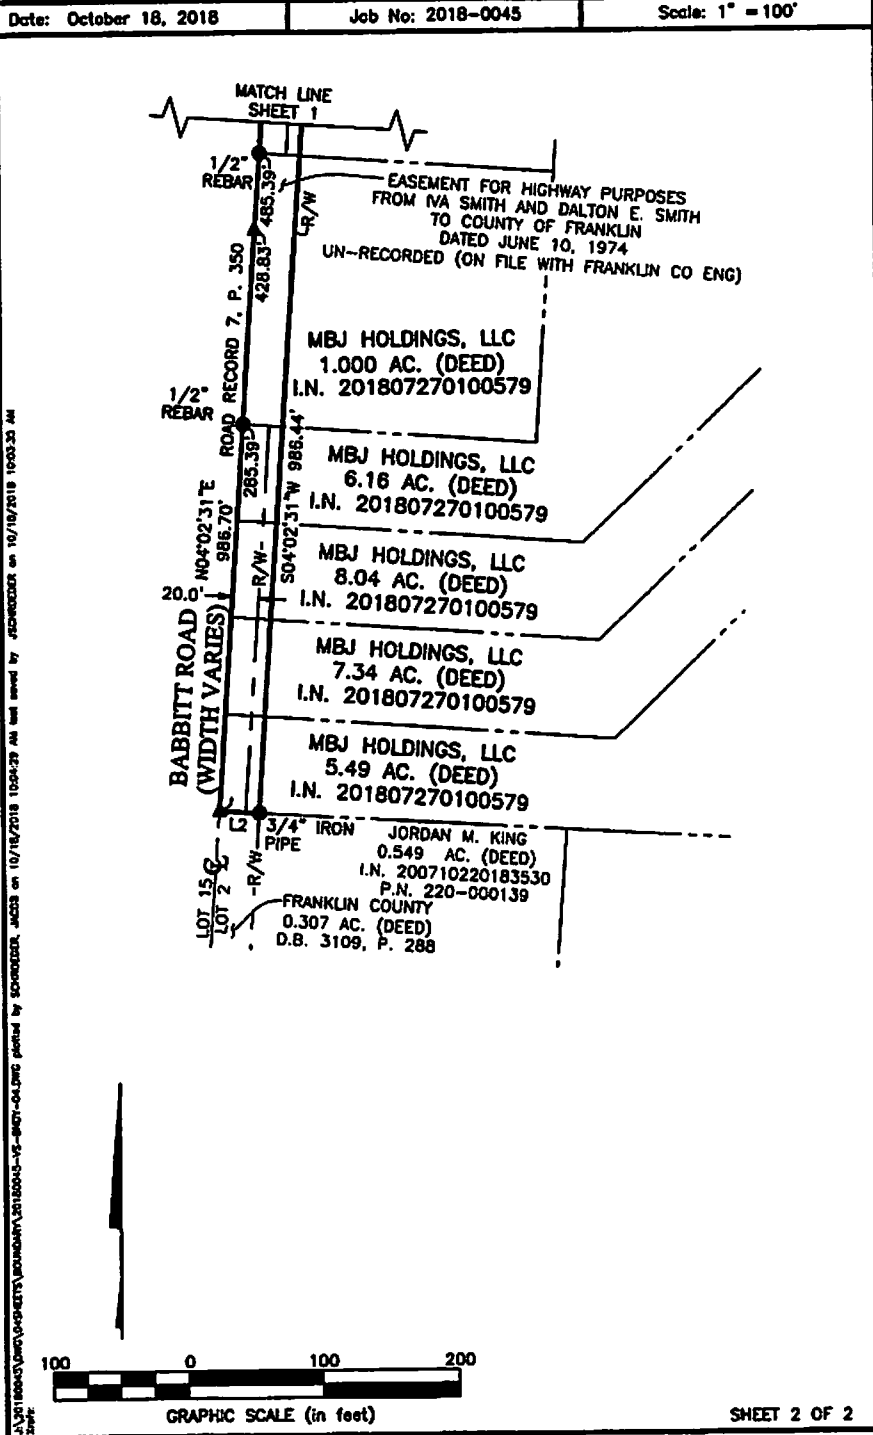 Date: October 18, 2018
Job No: 2018-0045
Scale: 1" = 100'
MATCH LINE
SHEET 1
1/2"
REBAR
485.39'
R/W
EASEMENT FOR HIGHWAY PURPOSES
FROM IVA SMITH AND DALTON E. SMITH
TO COUNTY OF FRANKLIN
DATED JUNE 10, 1974
UN-RECORDED (ON FILE WITH FRANKLIN CO ENG)
428.83'
ROAD RECORD 7, P. 350
MBJ HOLDINGS, LLC
1.000 AC. (DEED)
I.N. 201807270100579
1/2"
REBAR
285.39'
S04°02'31"W 986.44'
MBJ HOLDINGS, LLC
6.16 AC. (DEED)
I.N. 201807270100579
N04°02'31"E
986.70'
R/W
MBJ HOLDINGS, LLC
8.04 AC. (DEED)
I.N. 201807270100579
20.0'
BABBITT ROAD
(WIDTH VARIES)
MBJ HOLDINGS, LLC
7.34 AC. (DEED)
I.N. 201807270100579
MBJ HOLDINGS, LLC
5.49 AC. (DEED)
I.N. 201807270100579
L2
3/4" IRON
PIPE
JORDAN M. KING
0.549 AC. (DEED)
I.N. 200710220183530
P.N. 220-000139
LOT 15
LOT 2
R/W
FRANKLIN COUNTY
0.307 AC. (DEED)
D.B. 3109, P. 288
100 0 100 200
GRAPHIC SCALE (in feet)
SHEET 2 OF 2